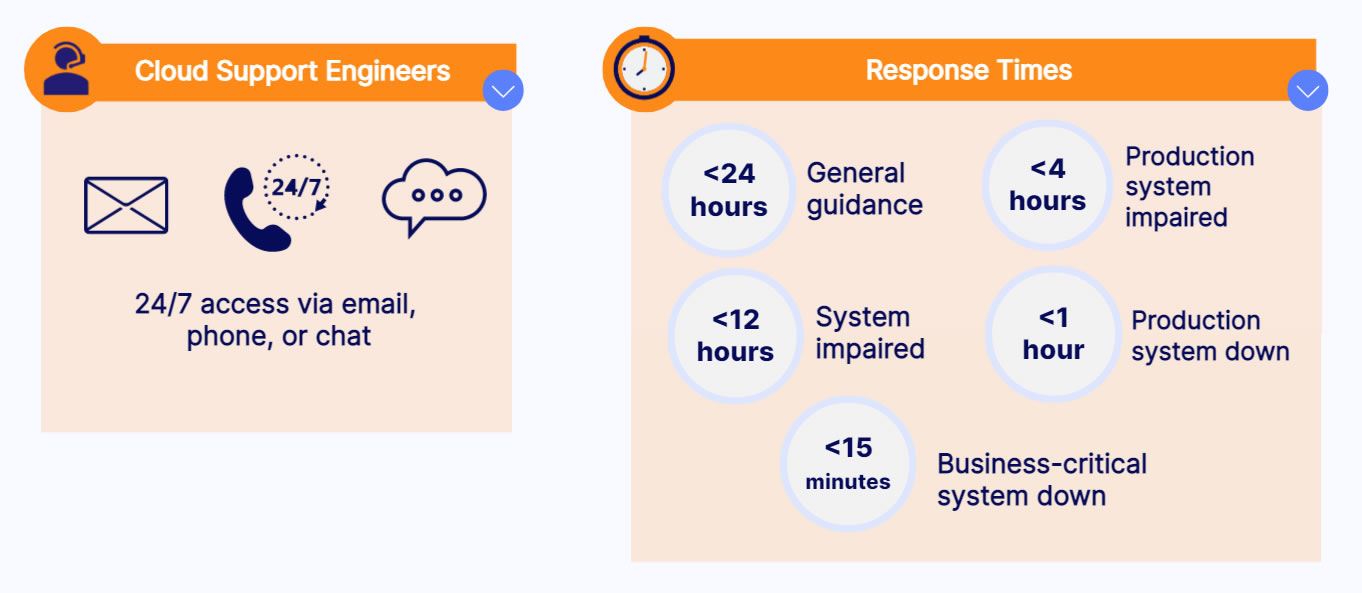 Cloud Support Engineers
24/7
24/7 access via email,
phone, or chat
Response Times
<24
hours
General
guidance
<4
hours
Production
system
impaired
<12
hours
System
impaired
<1
hour
Production
system down
<15
minutes
Business-critical
system down